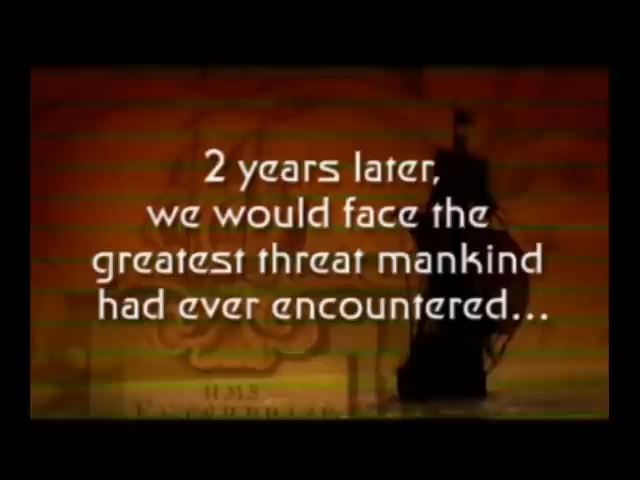 2 years later,
we would face the
greatest threat mankind
had ever encountered...
H.M.S.